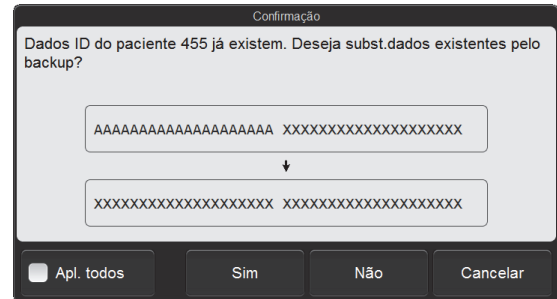 Confirmação
Dados ID do paciente 455 já existem. Deseja subst.dados existentes pelo
backup?
AAAAAAAAAAAAAAAAAAAA XXXXXXXXXXXXXXXXXXXX
XXXXXXXXXXXXXXXXXXXX XXXXXXXXXXXXXXXXXXXX
Apl. todos Sim Não Cancelar